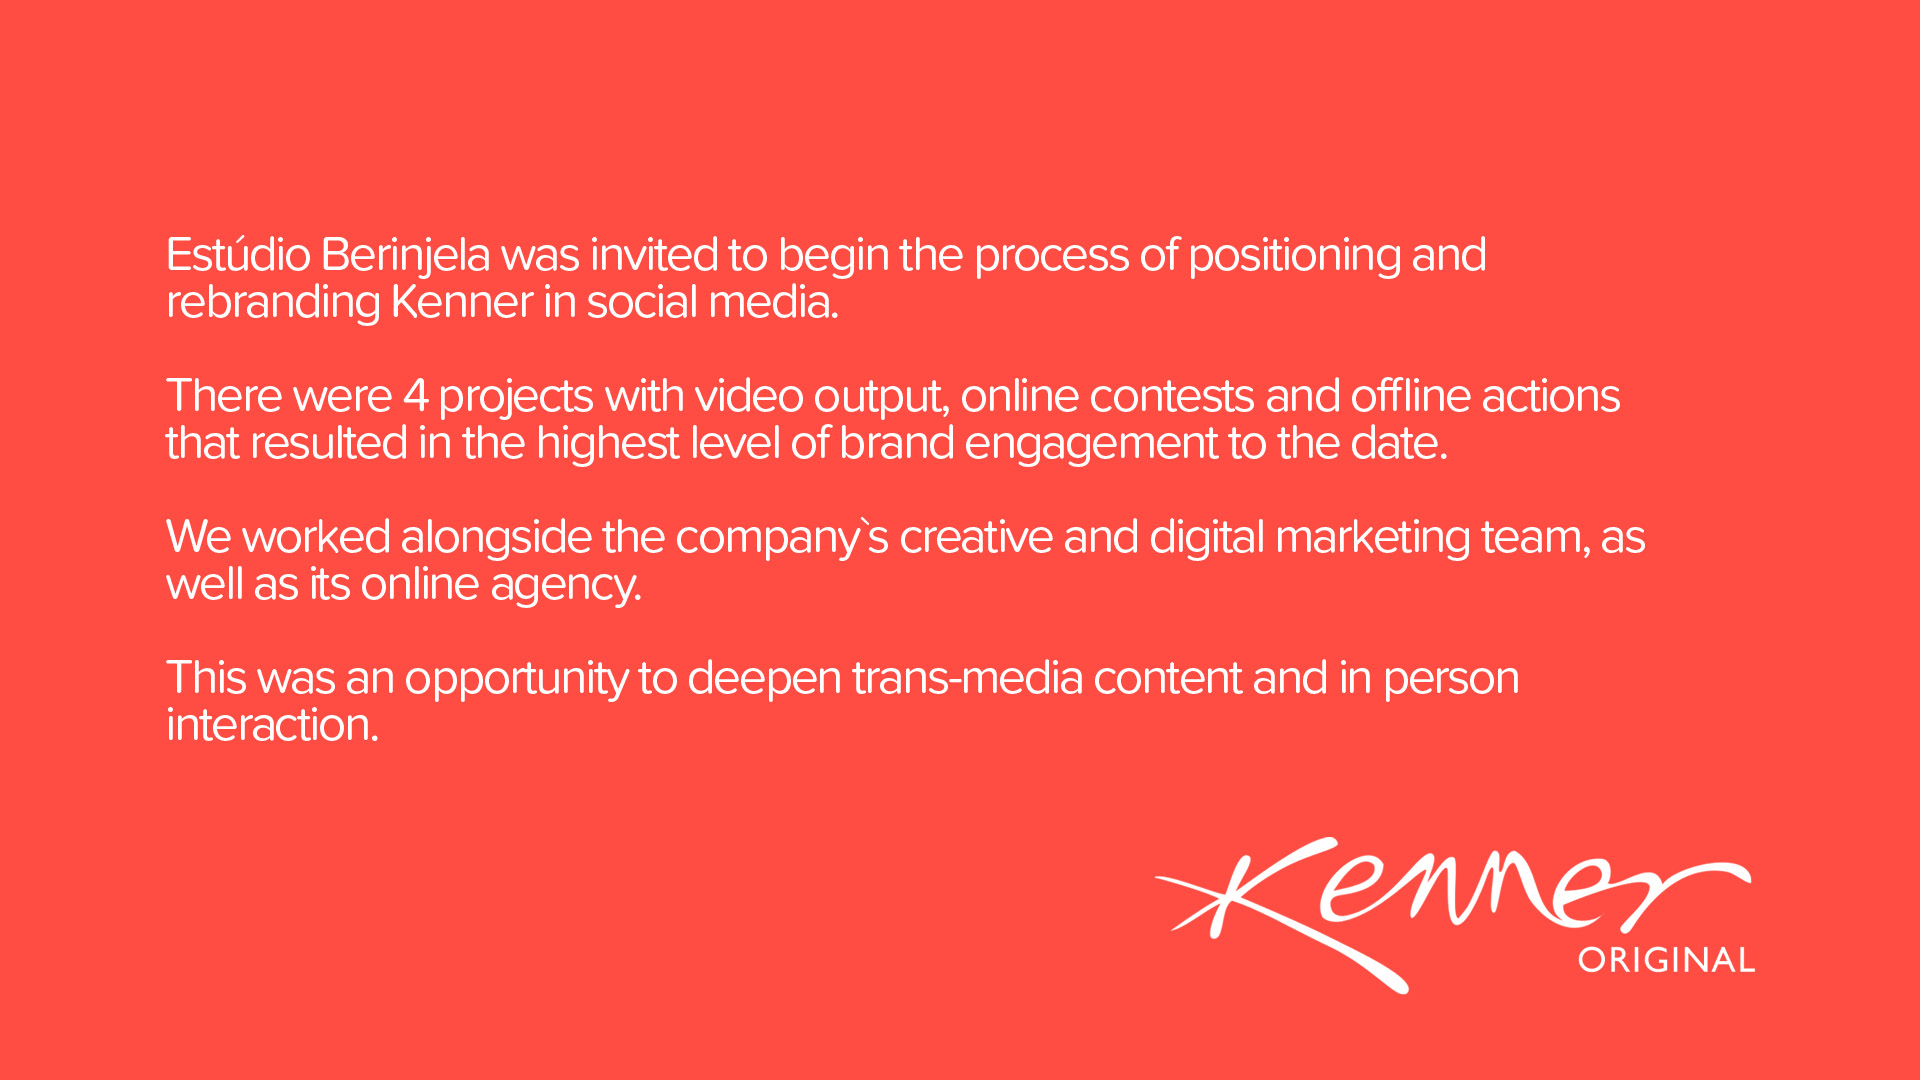 Estúdio Berinjela was invited to begin the process of positioning and
rebranding Kenner in social media.
There were 4 projects with video output, online contests and offline actions
that resulted in the highest level of brand engagement to the date.
We worked alongside the company`s creative and digital marketing team, as
well as its online agency.
This was an opportunity to deepen trans-media content and in person
interaction.
Kenner
ORIGINAL